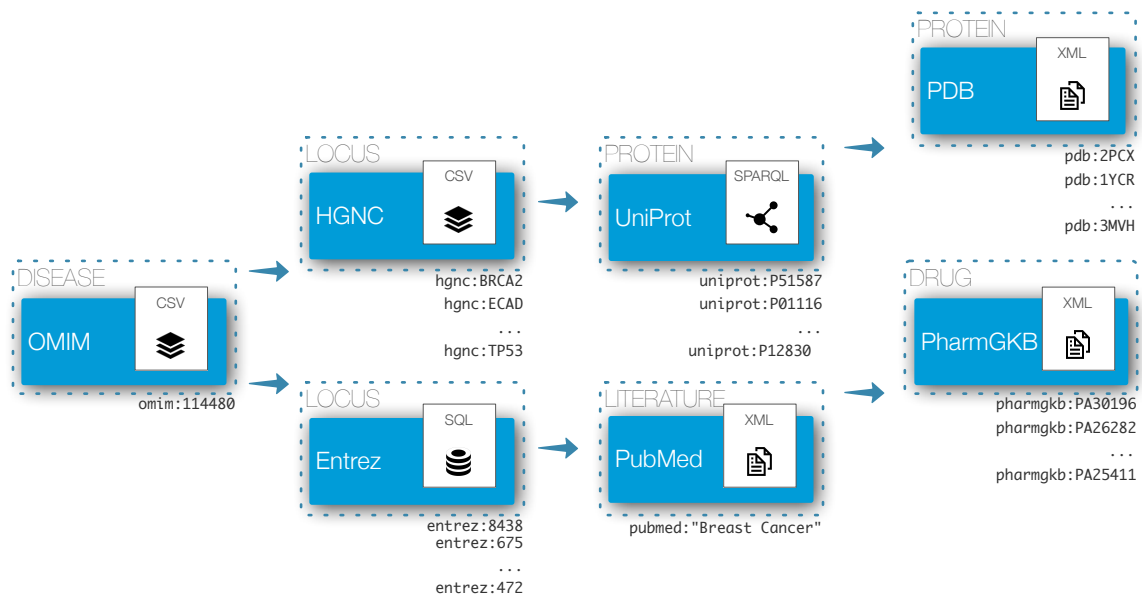 DISEASE
CSV
OMIM
omim:114480
LOCUS
CSV
HGNC
hgnc:BRCA2
hgnc:ECAD
...
hgnc:TP53
LOCUS
SQL
Entrez
entrez:8438
entrez:675
...
entrez:472
PROTEIN
SPARQL
UniProt
uniprot:P51587
uniprot:P01116
...
uniprot:P12830
LITERATURE
XML
PubMed
pubmed:"Breast Cancer"
PROTEIN
XML
PDB
pdb:2PCX
pdb:1YCR
...
pdb:3MVH
DRUG
XML
PharmGKB
pharmgkb:PA30196
pharmgkb:PA26282
...
pharmgkb:PA25411